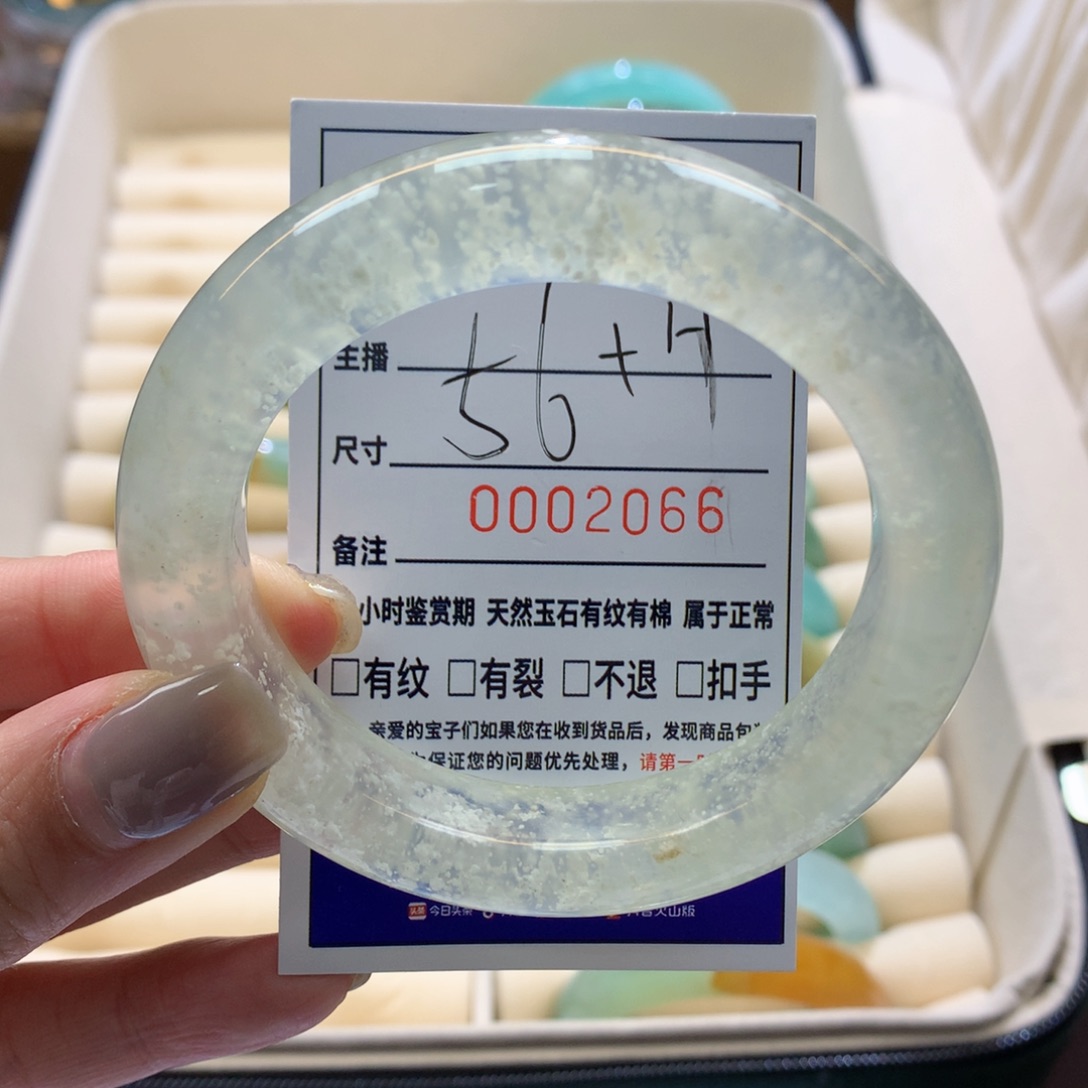 主播
56+
尺寸
0002066
备注
小时鉴赏期 天然玉石有纹有棉 属于正常
□有纹 □有裂 □不退 □扣手
亲爱的宝子们如果您在收到货品后，发现商品包
保证您的问题优先处理，请第一
头条 今日头条 火山版